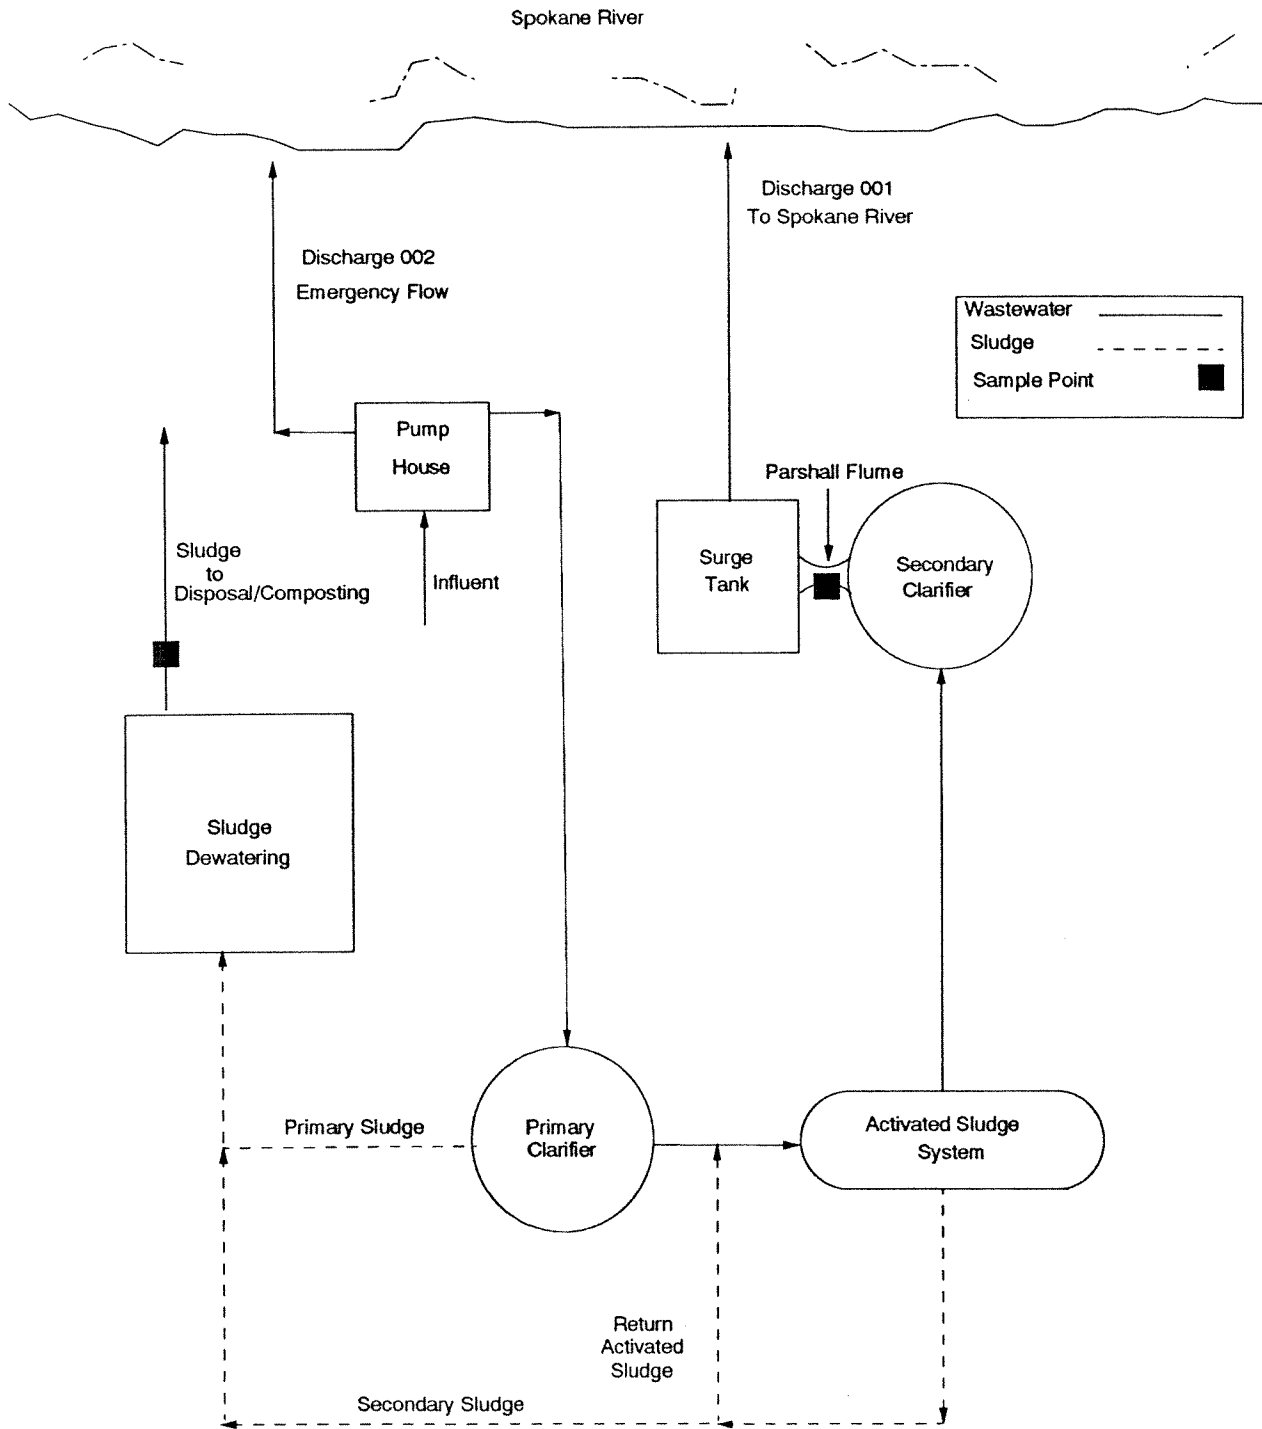 Spokane River
Discharge 001
To Spokane River
Discharge 002
Emergency Flow
Wastewater
Sludge
Sample Point
Pump
House
Parshall Flume
Sludge
to
Disposal/Composting
Influent
Surge
Tank
Secondary
Clarifier
Sludge
Dewatering
Primary Sludge
Primary
Clarifier
Activated Sludge
System
Return
Activated
Sludge
Secondary Sludge